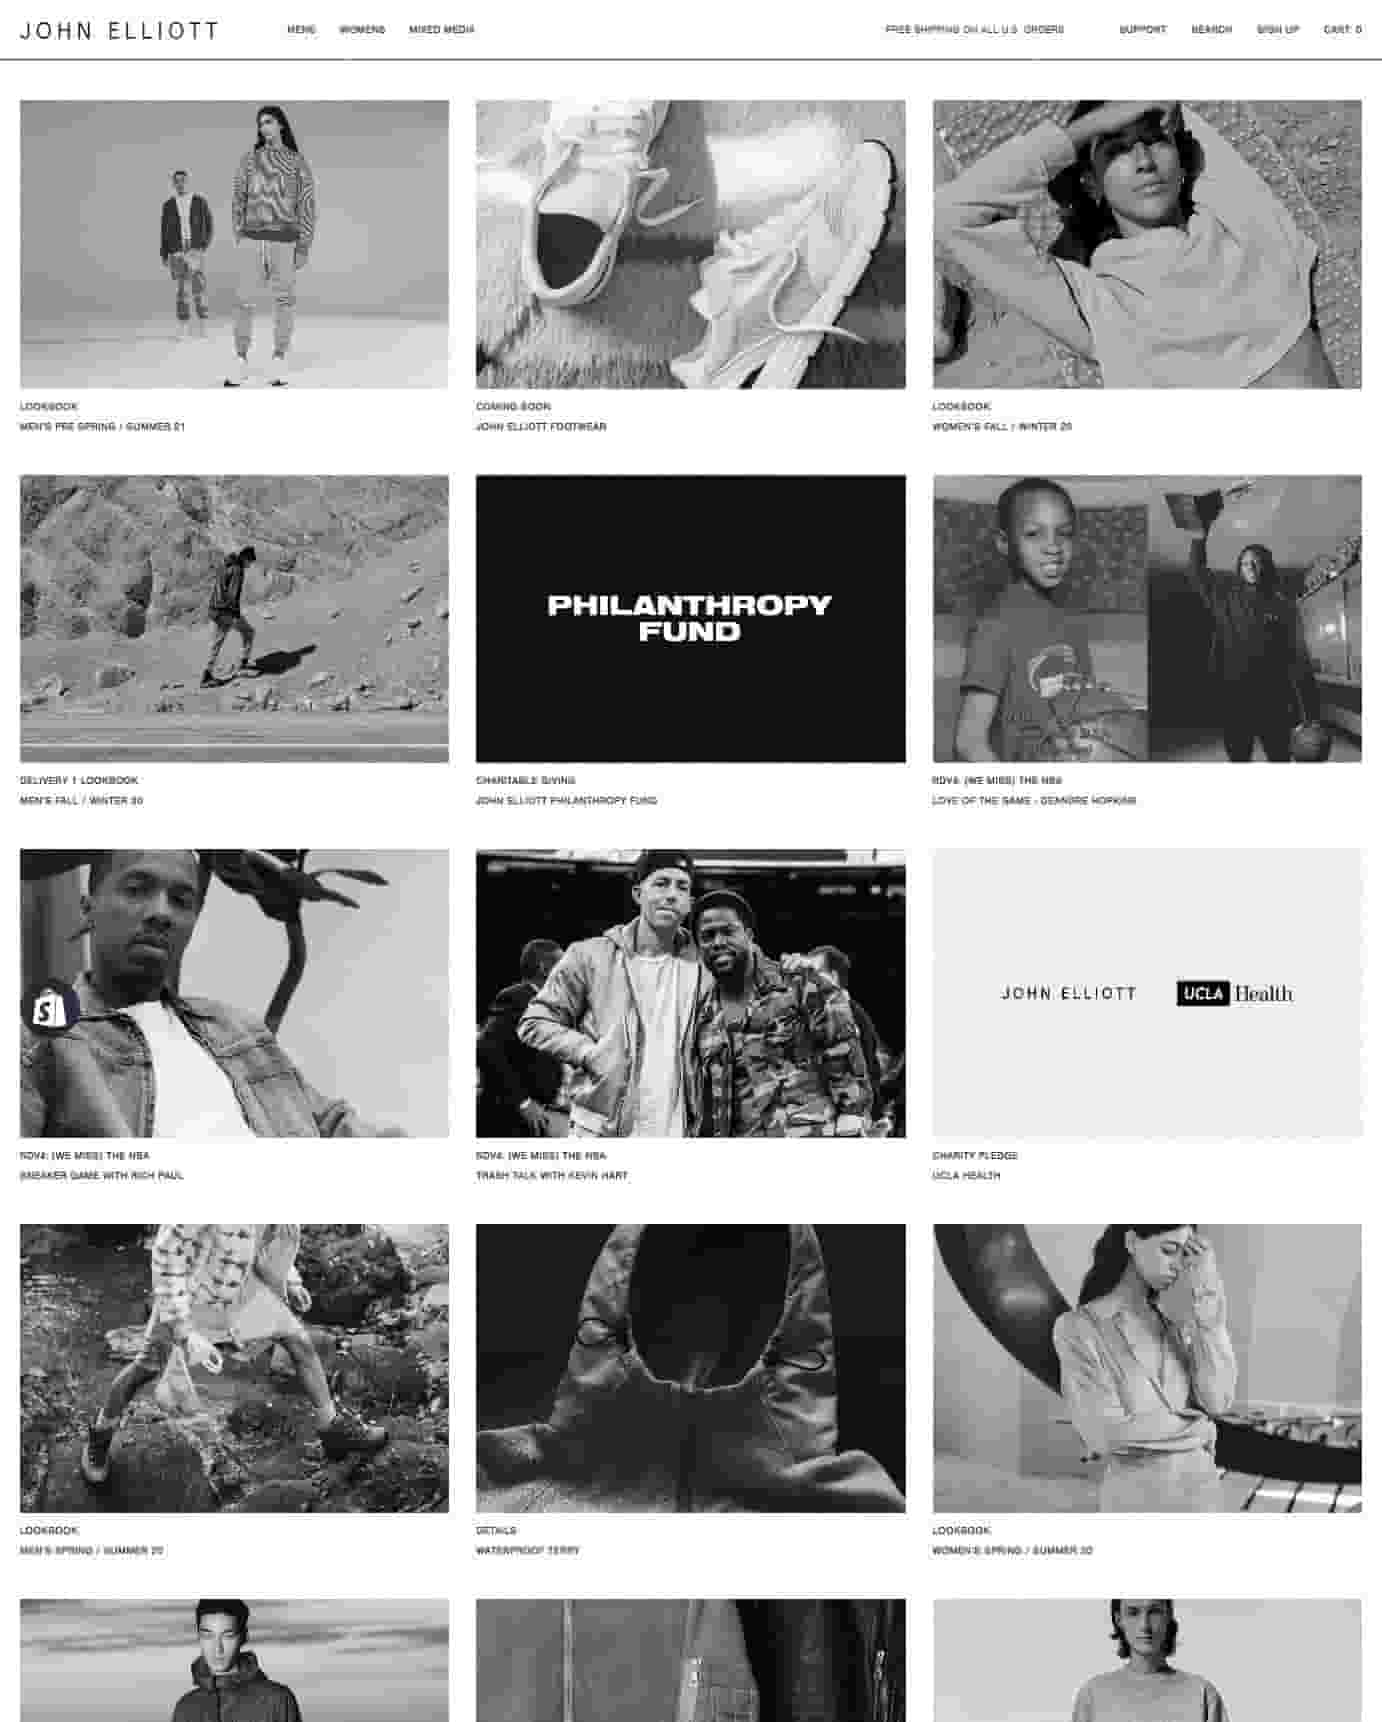 JOHN ELLIOTT
MENS WOMENS MIXED MEDIA
FREE SHIPPING ON ALL U.S. ORDERS
SUPPORT SEARCH SIGN UP CART: 0
LOOKBOOK
MEN'S PRE SPRING / SUMMER 21
COMING SOON
JOHN ELLIOTT FOOTWEAR
LOOKBOOK
WOMEN'S FALL / WINTER 20
PHILANTHROPY
FUND
DELIVERY 1 LOOKBOOK
MEN'S FALL / WINTER 20
CHARITABLE GIVING
JOHN ELLIOTT PHILANTHROPY FUND
RDV4: (WE MISS) THE NBA
LOVE OF THE GAME - DEANDRE HOPKINS
JOHN ELLIOTT
UCLA Health
RDV4: (WE MISS) THE NBA
SNEAKER GAME WITH RICH PAUL
RDV4: (WE MISS) THE NBA
TRASH TALK WITH KEVIN HART
CHARITY PLEDGE
UCLA HEALTH
LOOKBOOK
MEN'S SPRING / SUMMER 20
DETAILS
WATERPROOF TERRY
LOOKBOOK
WOMEN'S SPRING / SUMMER 20